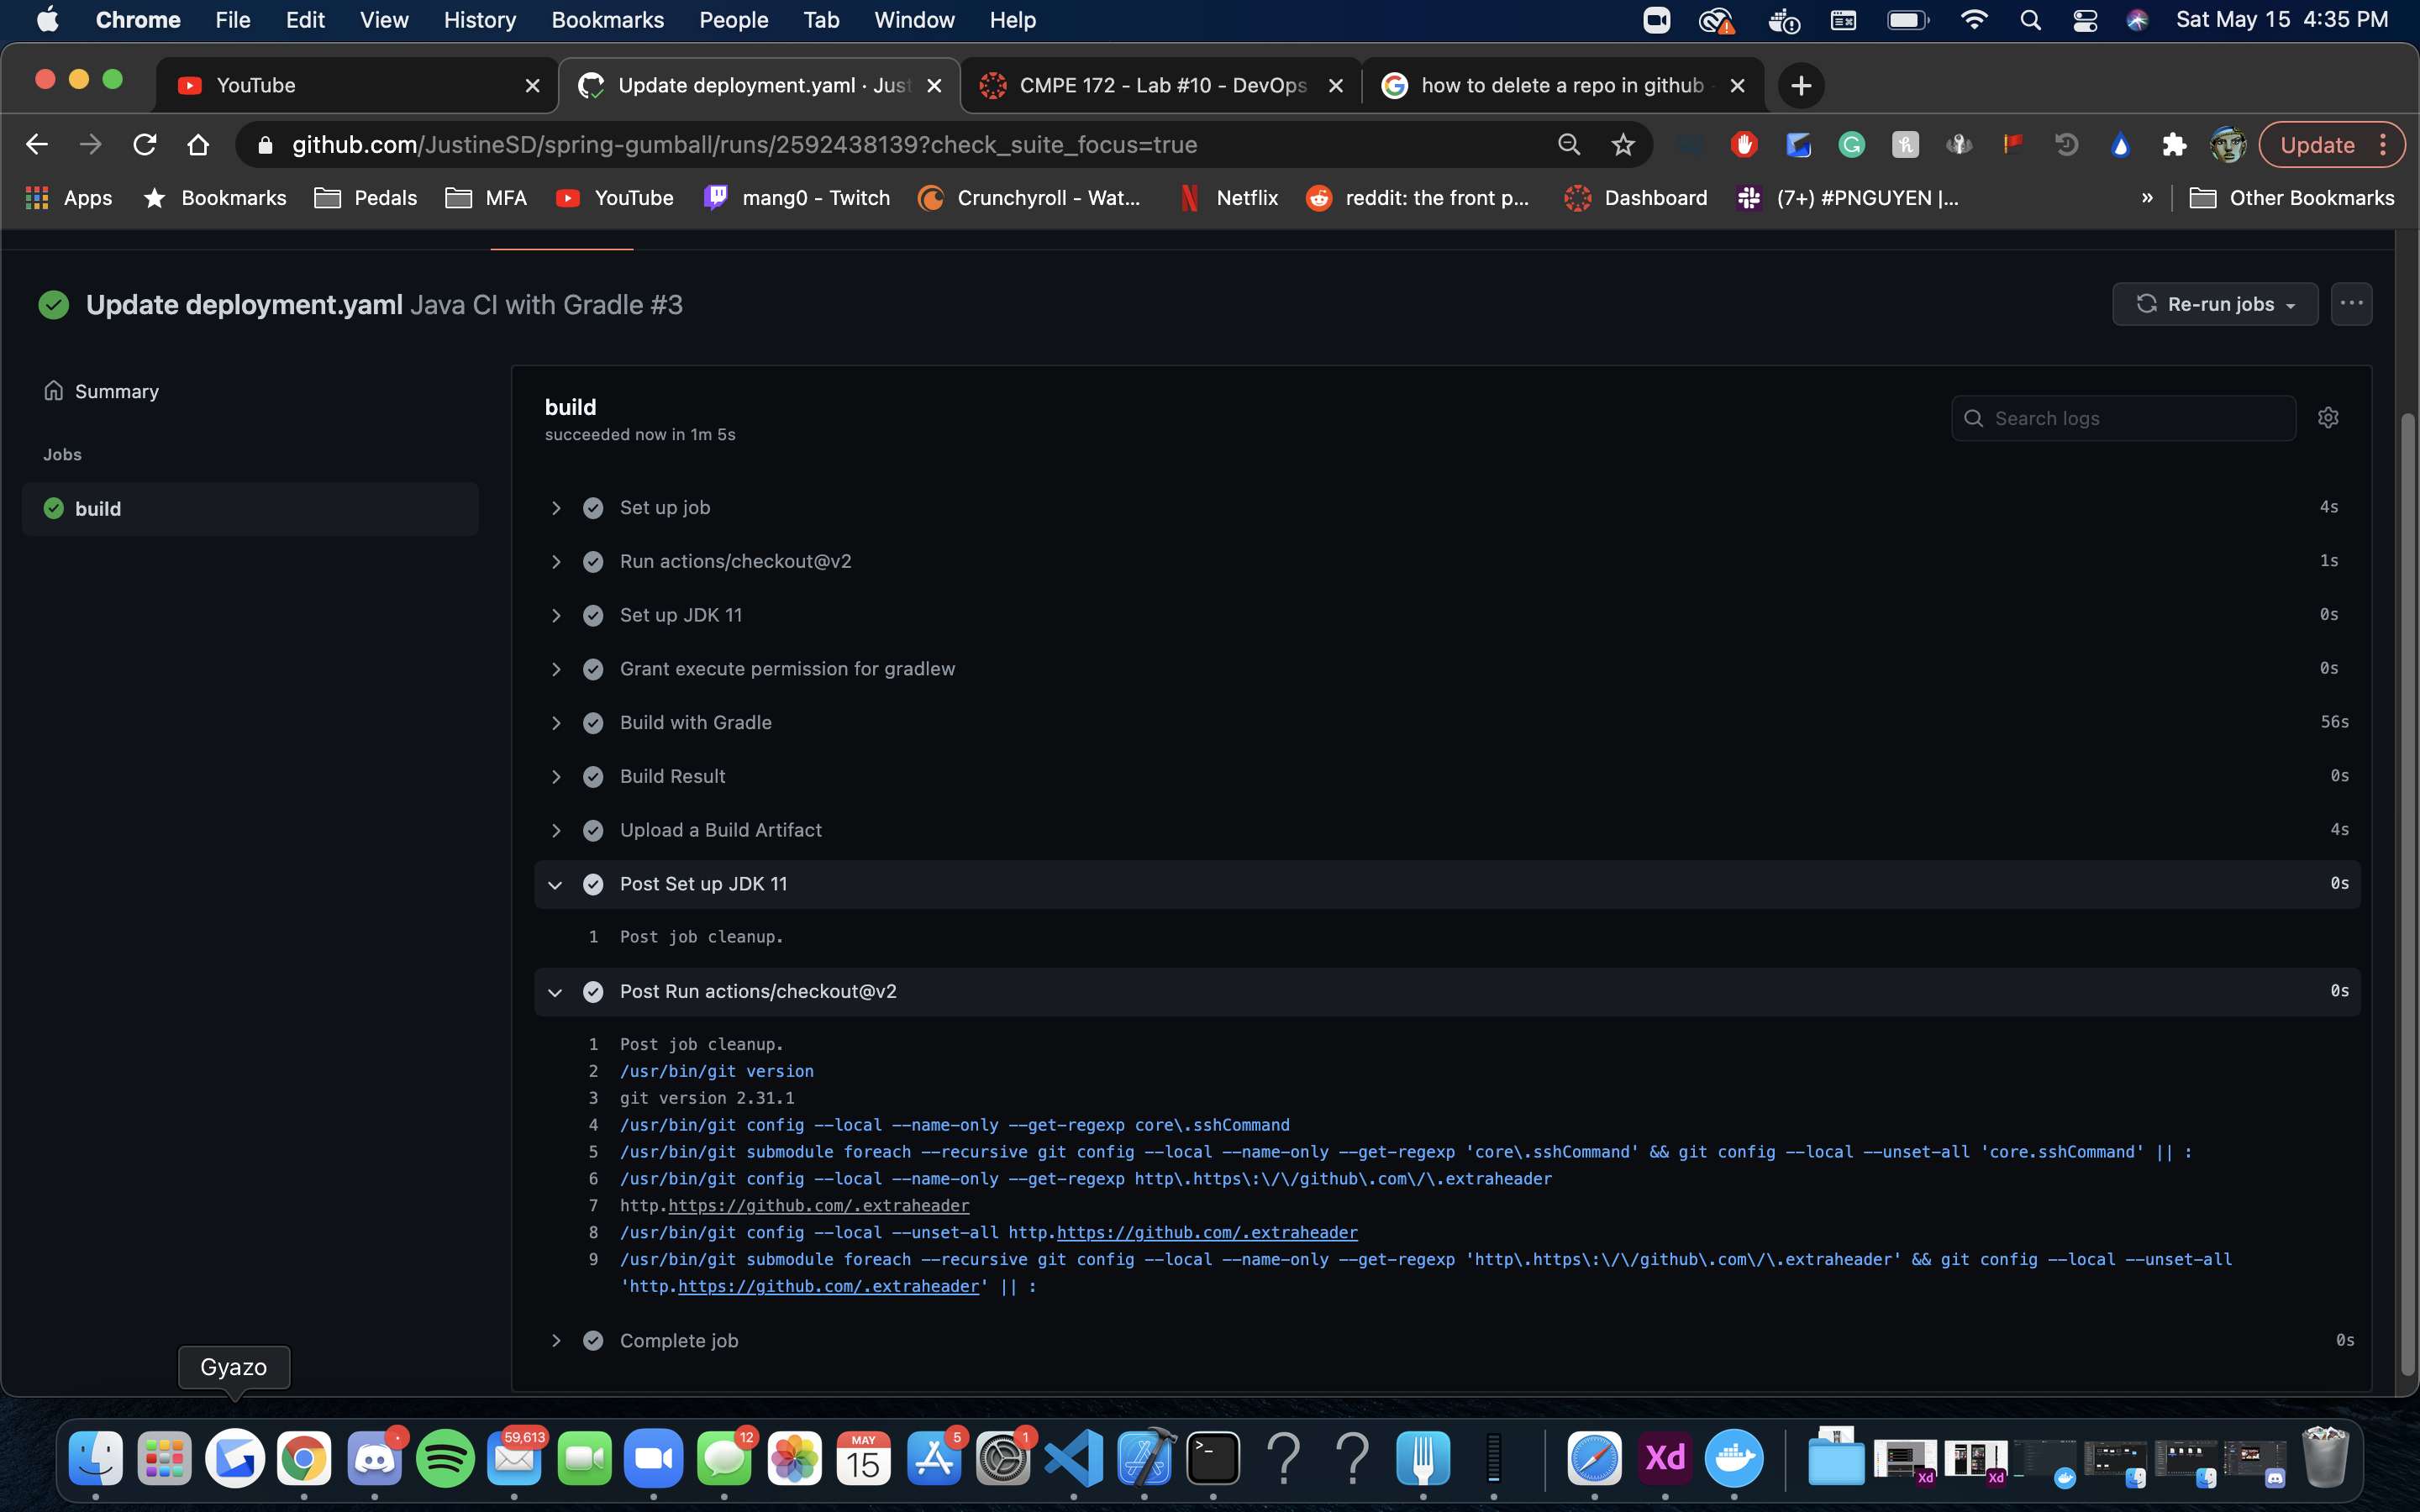 Chrome File Edit View History Bookmarks People Tab Window Help Sat May 15 4:35 PM
YouTube Update deployment.yaml · Just CMPE 172 - Lab #10 - DevOps how to delete a repo in github -
github.com/JustineSD/spring-gumball/runs/2592438139?check_suite_focus=true Update
Apps Bookmarks Pedals MFA YouTube mang0 - Twitch Crunchyroll - Wat... Netflix reddit: the front p... Dashboard (7+) #PNGUYEN |... » Other Bookmarks
Update deployment.yaml Java CI with Gradle #3 Re-run jobs ...
Summary
Jobs
build
build
succeeded now in 1m 5s
Search logs
Set up job 4s
Run actions/checkout@v2 1s
Set up JDK 11 0s
Grant execute permission for gradlew 0s
Build with Gradle 56s
Build Result 0s
Upload a Build Artifact 4s
Post Set up JDK 11 0s
1 Post job cleanup.
Post Run actions/checkout@v2 0s
1 Post job cleanup.
2 /usr/bin/git version
3 git version 2.31.1
4 /usr/bin/git config --local --name-only --get-regexp core\.sshCommand
5 /usr/bin/git submodule foreach --recursive git config --local --name-only --get-regexp 'core\.sshCommand' && git config --local --unset-all 'core.sshCommand' || :
6 /usr/bin/git config --local --name-only --get-regexp http\.https\:\/\/github\.com\/\.extraheader
7 http.https://github.com/.extraheader
8 /usr/bin/git config --local --unset-all http.https://github.com/.extraheader
9 /usr/bin/git submodule foreach --recursive git config --local --name-only --get-regexp 'http\.https\:\/\/github\.com\/\.extraheader' && git config --local --unset-all
'http.https://github.com/.extraheader' || :
Complete job 0s
Gyazo
59,613 12 MAY 15 5 1 >_ ? ? Xd Xd Xd